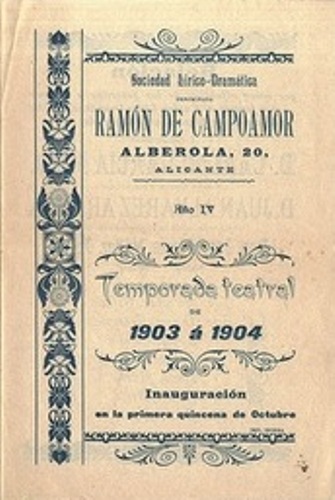 Sociedad Lírico-Dramática
DENOMINADA
RAMÓN DE CAMPOAMOR
ALBEROLA, 20,
ALICANTE
Año IV
Temporada teatral
DE
1903 á 1904
Inauguración
en la primera quincena de Octubre